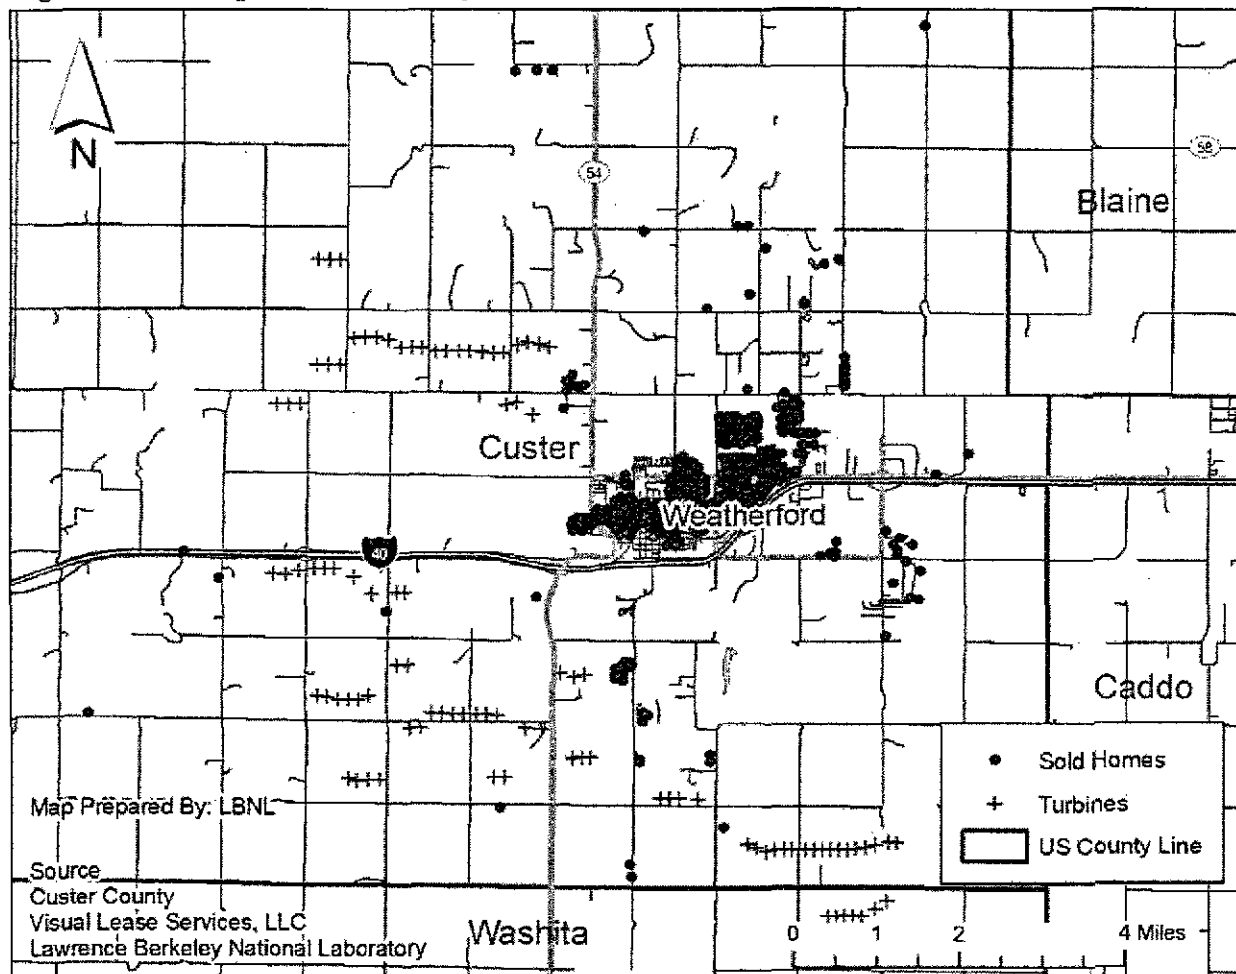 N
54
58
Blaine
Custer
Weatherford
40
Caddo
Sold Homes
Turbines
US County Line
Map Prepared By: LBNL
Source
Custer County
Visual Lease Services, LLC
Lawrence Berkeley National Laboratory
Washita
0 1 2 4 Miles